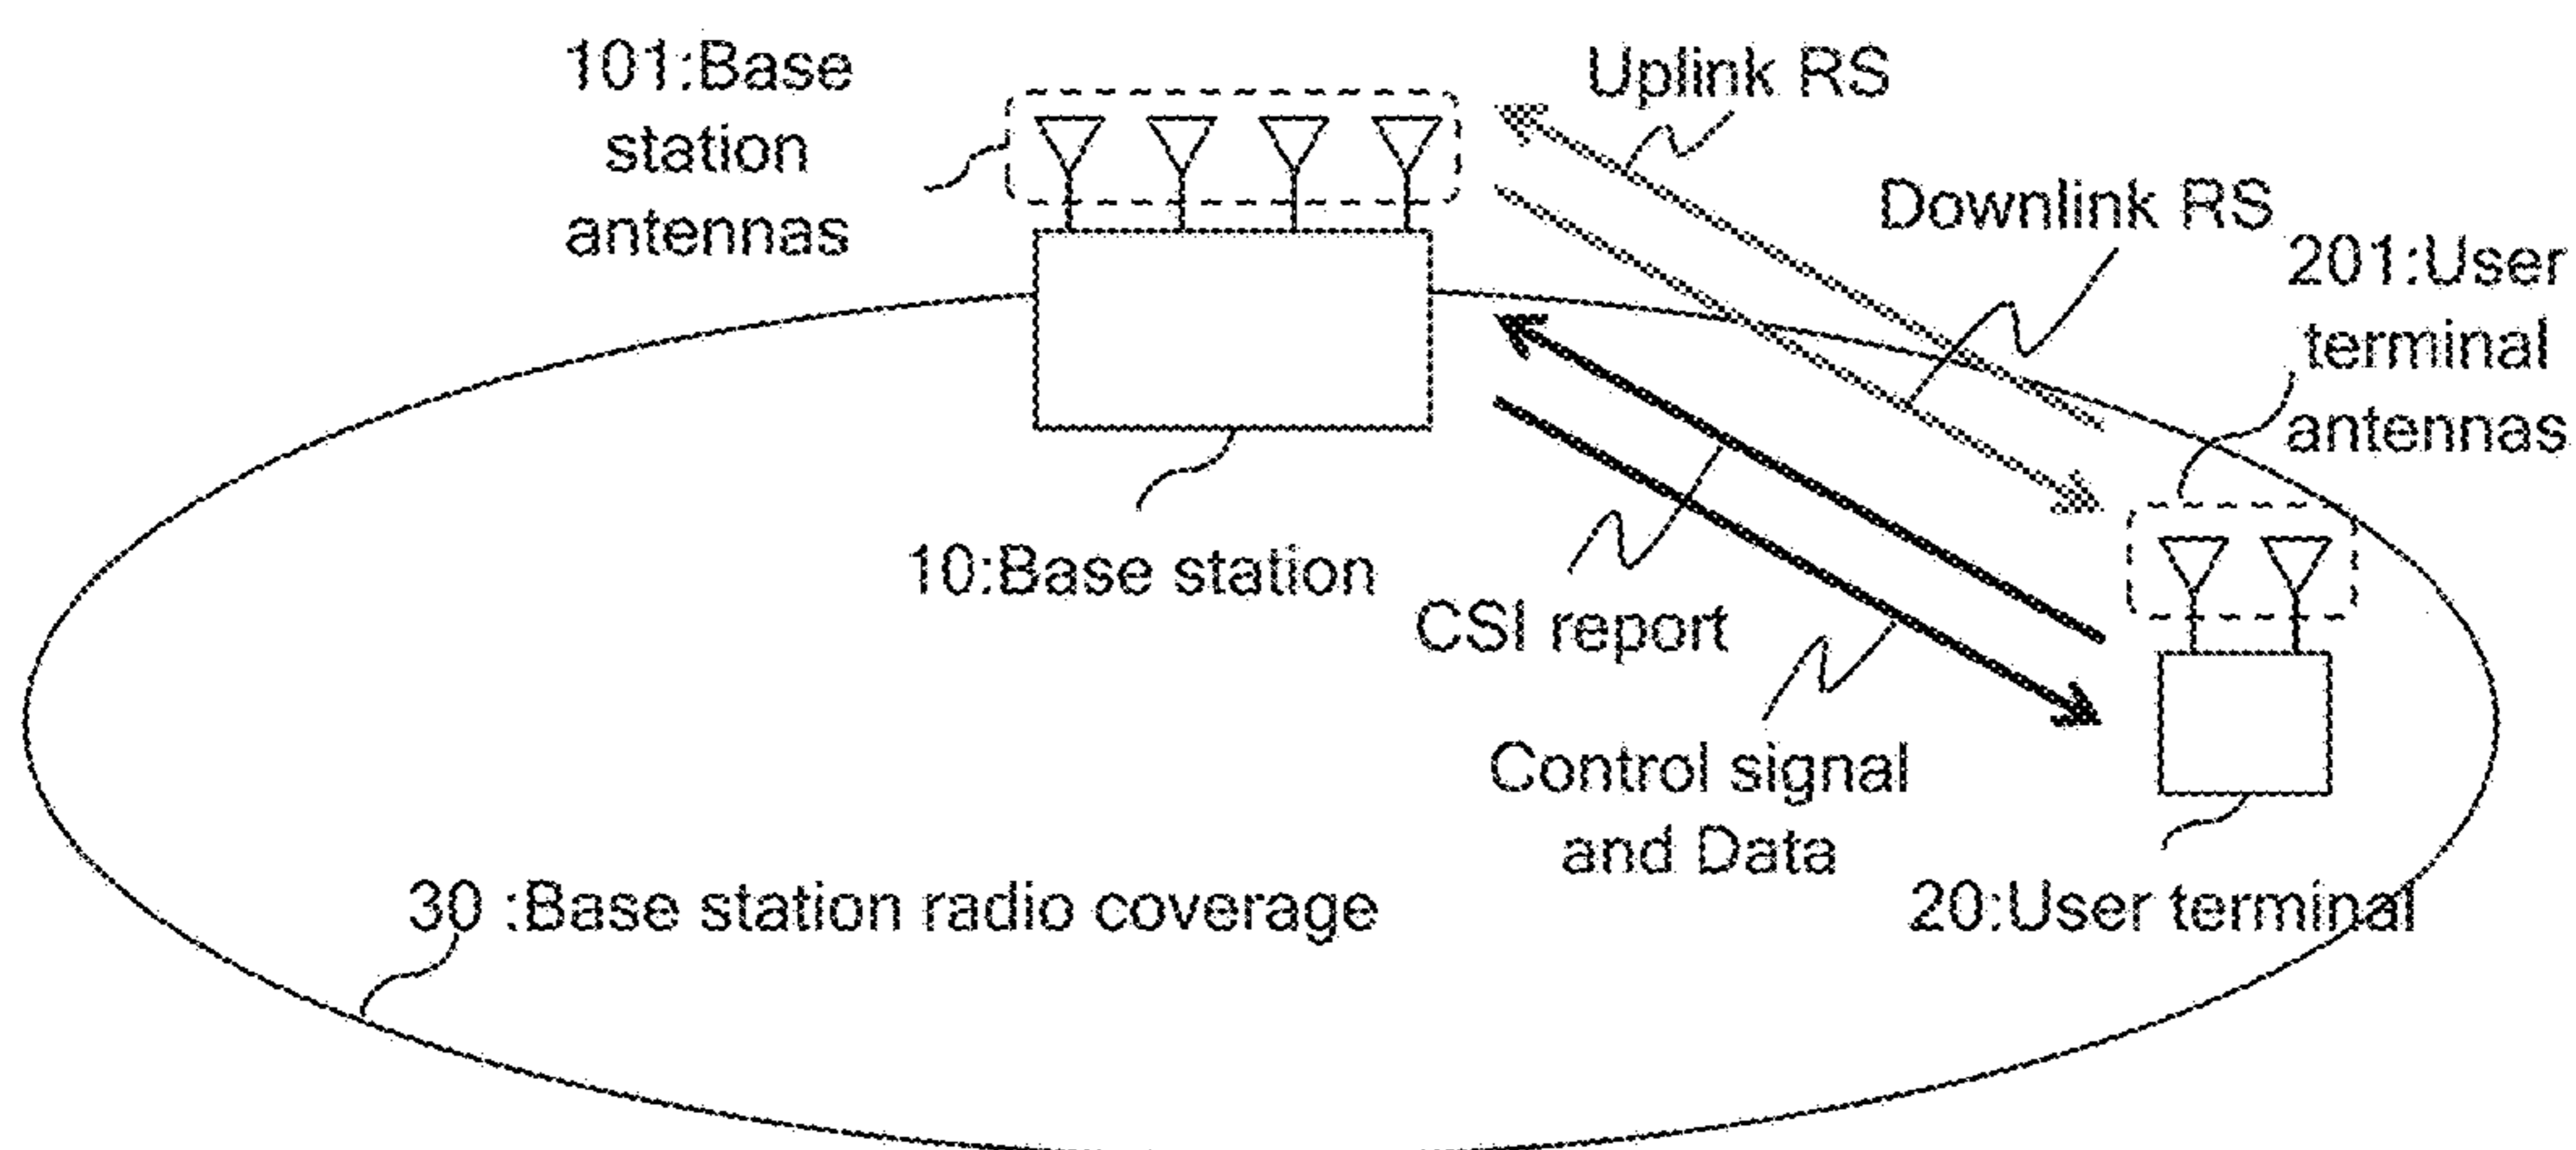 101:Base
station
antennas
Uplink RS
Downlink RS
201:User
terminal
antennas
10:Base station
CSI report
Control signal
and Data
30 :Base station radio coverage
20:User terminal